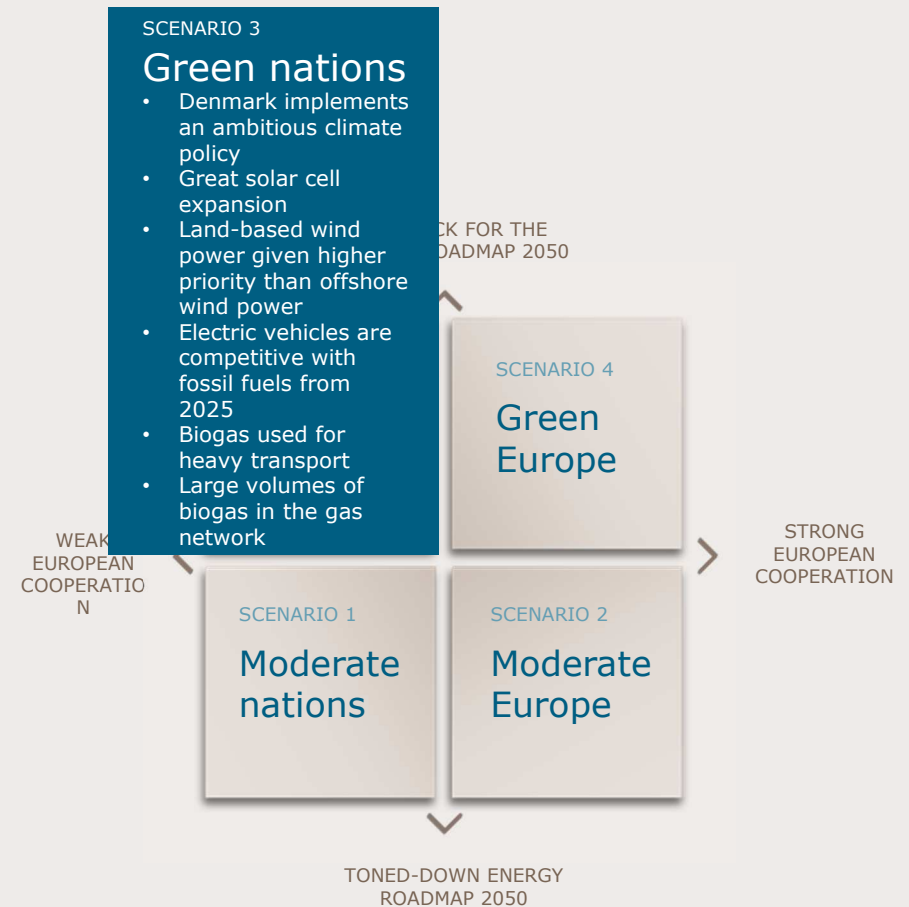 SCENARIO 3
Green nations
• Denmark implements
an ambitious climate
policy
• Great solar cell
expansion
• Land-based wind
power given higher
priority than offshore
wind power
• Electric vehicles are
competitive with
fossil fuels from
2025
• Biogas used for
heavy transport
• Large volumes of
biogas in the gas
network
FOR THE
2050
SCENARIO 4
Green
Europe
WEAK
EUROPEAN
COOPERATIO
N
STRONG
EUROPEAN
COOPERATION
SCENARIO 1
Moderate
nations
SCENARIO 2
Moderate
Europe
TONED-DOWN ENERGY
ROADMAP 2050